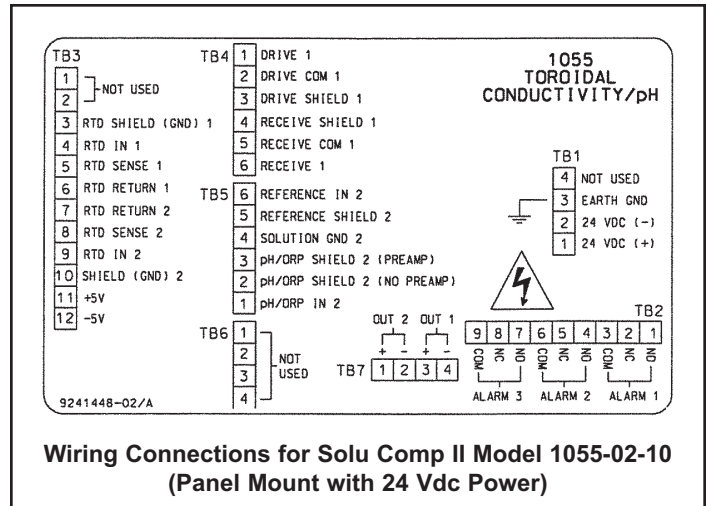 TB3
1
2
NOT USED
3 RTD SHIELD (GND) 1
4 RTD IN 1
5 RTD SENSE 1
6 RTD RETURN 1
7 RTD RETURN 2
8 RTD SENSE 2
9 RTD IN 2
10 SHIELD (GND) 2
11 +5V
12 -5V
9241448-02/A
TB4
1 DRIVE 1
2 DRIVE COM 1
3 DRIVE SHIELD 1
4 RECEIVE SHIELD 1
5 RECEIVE COM 1
6 RECEIVE 1
TB5
6 REFERENCE IN 2
5 REFERENCE SHIELD 2
4 SOLUTION GND 2
3 pH/ORP SHIELD 2 (PREAMP)
2 pH/ORP SHIELD 2 (NO PREAMP)
1 pH/ORP IN 2
TB6
1
2
3
4
NOT
USED
OUT 2 OUT 1
+ - + -
TB7 1 2 3 4
1055
TOROIDAL
CONDUCTIVITY/pH
TB1
4 NOT USED
3 EARTH GND
2 24 VDC (-)
1 24 VDC (+)
TB2
9 8 7 6 5 4 3 2 1
COM NC NO COM NC NO COM NC NO
ALARM 3 ALARM 2 ALARM 1
Wiring Connections for Solu Comp II Model 1055-02-10
(Panel Mount with 24 Vdc Power)